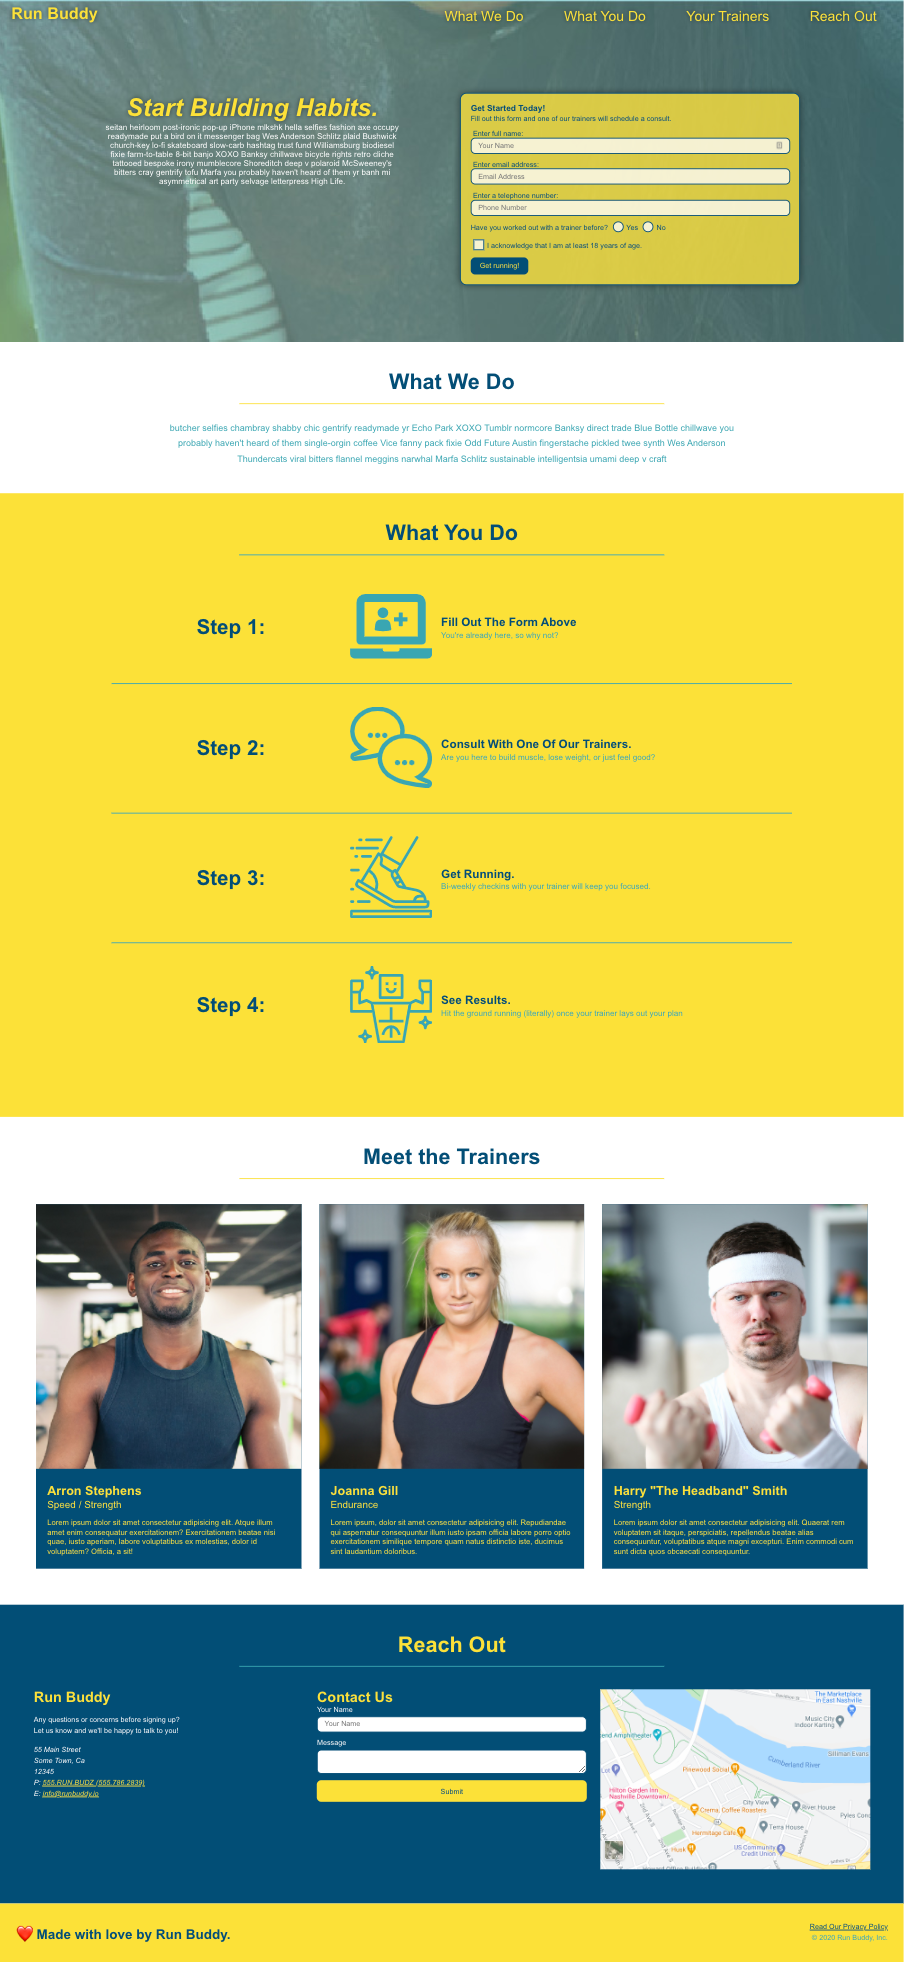 Run Buddy
What We Do
What You Do
Your Trainers
Reach Out
Start Building Habits.
seitan heirloom post-ironic pop-up iPhone mlkshk hella selfies fashion axe occupy
readymade put a bird on it messenger bag Wes Anderson Schlitz plaid Bushwick
church-key lo-fi skateboard slow-carb hashtag trust fund Williamsburg biodiesel
fixie farm-to-table 8-bit banjo XOXO Banksy chillwave bicycle rights retro cliche
tattooed bespoke irony mumblecore Shoreditch deep v polaroid McSweeney's
bitters cray gentrify tofu Marfa you probably haven't heard of them yr banh mi
asymmetrical art party selvage letterpress High Life.
Get Started Today!
Fill out this form and one of our trainers will schedule a consult.
Enter full name:
Your Name
Enter email address:
Email Address
Enter a telephone number:
Phone Number
Have you worked out with a trainer before? Yes No
I acknowledge that I am at least 18 years of age.
Get running!
What We Do
butcher selfies chambray shabby chic gentrify readymade yr Echo Park XOXO Tumblr normcore Banksy direct trade Blue Bottle chillwave you
probably haven't heard of them single-orgin coffee Vice fanny pack fixie Odd Future Austin fingerstache pickled twee synth Wes Anderson
Thundercats viral bitters flannel meggins narwhal Marfa Schlitz sustainable intelligentsia umami deep v craft
What You Do
Step 1:
Fill Out The Form Above
You're already here, so why not?
Step 2:
Consult With One Of Our Trainers.
Are you here to build muscle, lose weight, or just feel good?
Step 3:
Get Running.
Bi-weekly checkins with your trainer will keep you focused.
Step 4:
See Results.
Hit the ground running (literally) once your trainer lays out your plan
Meet the Trainers
Arron Stephens
Speed / Strength
Lorem ipsum dolor sit amet consectetur adipisicing elit. Atque illum
amet enim consequatur exercitationem? Exercitationem beatae nisi
quae, iusto aperiam, labore voluptatibus ex molestias, dolor id
voluptatem? Officia, a sit!
Joanna Gill
Endurance
Lorem ipsum, dolor sit amet consectetur adipisicing elit. Repudiandae
qui aspernatur consequuntur illum iusto ipsam officia labore porro optio
exercitationem similique tempore quam natus distinctio iste, ducimus
sint laudantium doloribus.
Harry "The Headband" Smith
Strength
Lorem ipsum dolor sit amet consectetur adipisicing elit. Quaerat rem
voluptatem sit itaque, perspiciatis, repellendus beatae alias
consequuntur, voluptatibus atque magni excepturi. Enim commodi cum
sunt dicta quos obcaecati consequuntur.
Reach Out
Run Buddy
Any questions or concerns before signing up?
Let us know and we'll be happy to talk to you!
55 Main Street
Some Town, Ca
12345
P: 555.RUN.BUDZ (555.786.2839)
E: info@runbuddy.io
Contact Us
Your Name
Your Name
Message
Submit
The Marketplace
in East Nashville
Music City
Indoor Karting
end Amphitheater
Silliman Evans
Cumberland River
Pinewood Social
Lot
Hilton Garden Inn
Nashville Downtown/
City View
River House
Crema Coffee Roasters
Pyles Con
Terra House
Hermitage Cafe
2nd Ave S
Husk
US Community
Credit Union
Howard Office Building
❤️ Made with love by Run Buddy.
Read Our Privacy Policy
© 2020 Run Buddy, Inc.